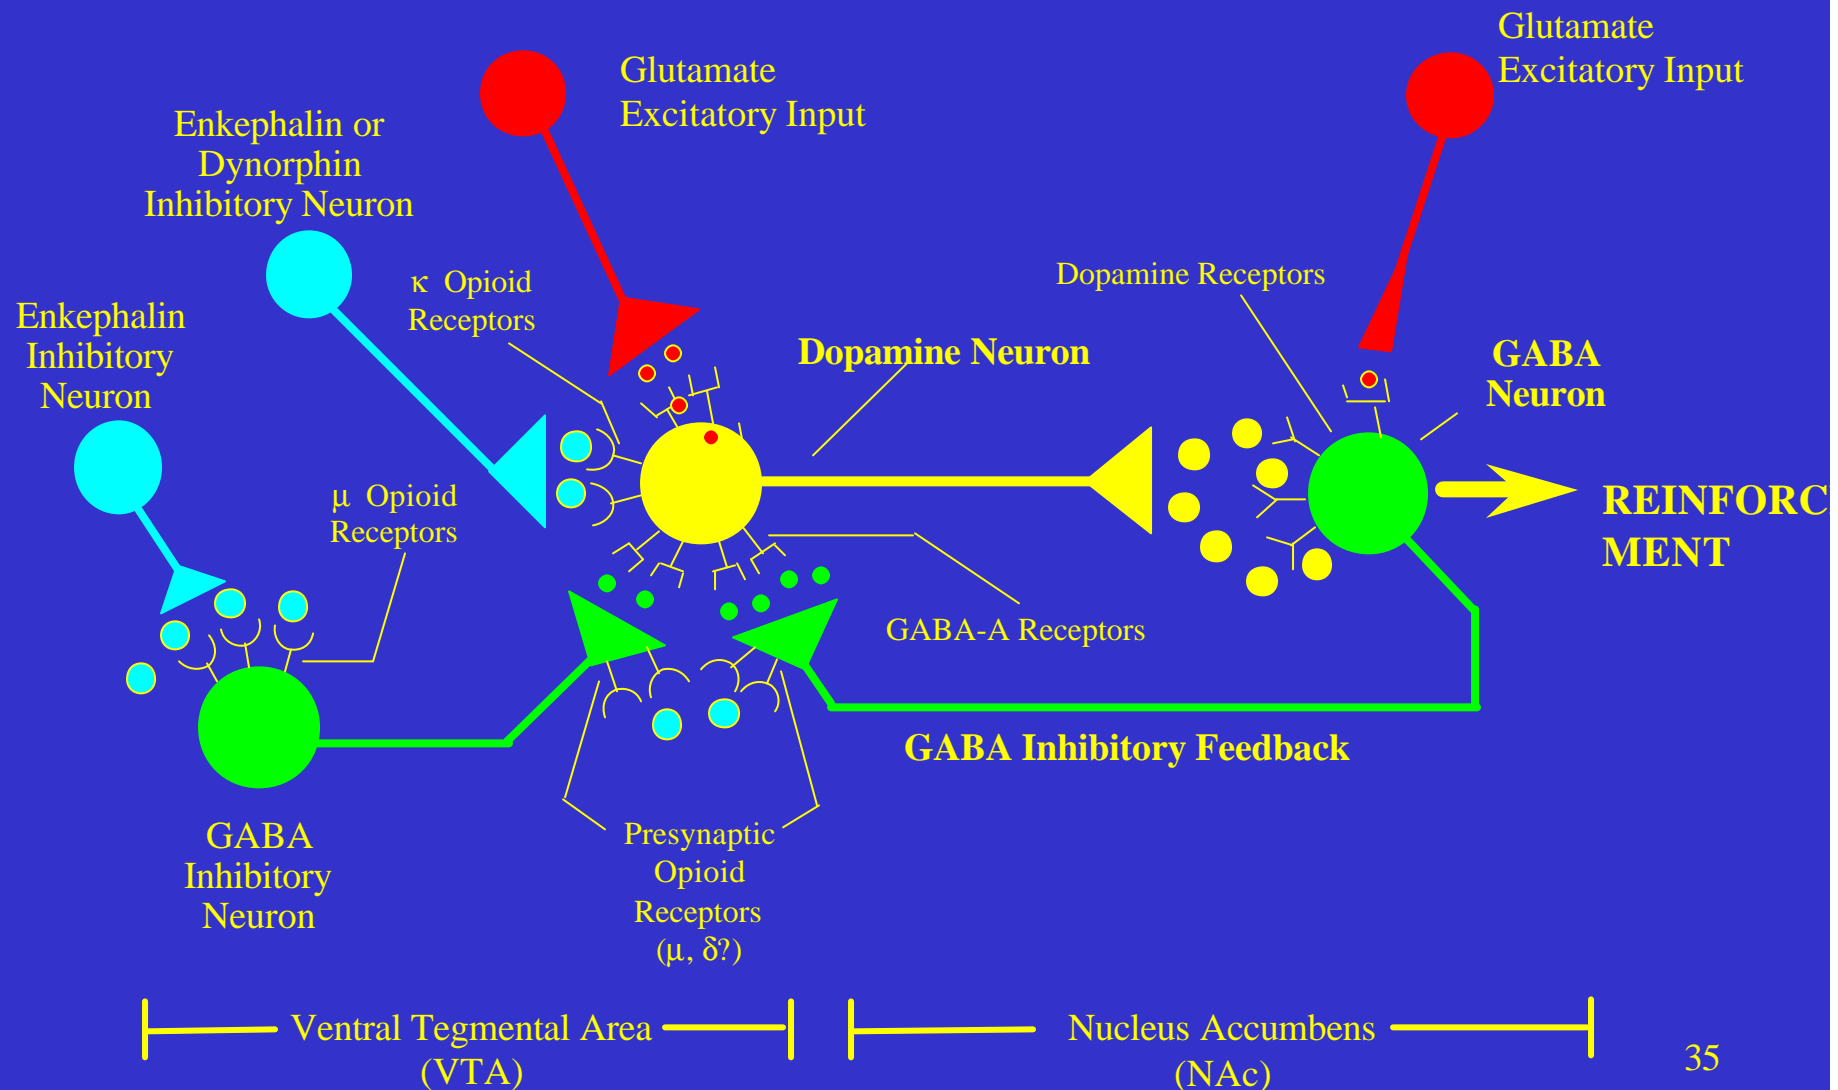 Glutamate
Excitatory Input
Glutamate
Excitatory Input
Enkephalin or
Dynorphin
Inhibitory Neuron
κ Opioid
Receptors
Dopamine Receptors
Enkephalin
Inhibitory
Neuron
Dopamine Neuron
GABA
Neuron
μ Opioid
Receptors
REINFORC
MENT
GABA-A Receptors
GABA Inhibitory Feedback
GABA
Inhibitory
Neuron
Presynaptic
Opioid
Receptors
(μ, δ?)
Ventral Tegmental Area
(VTA)
Nucleus Accumbens
(NAc)
35